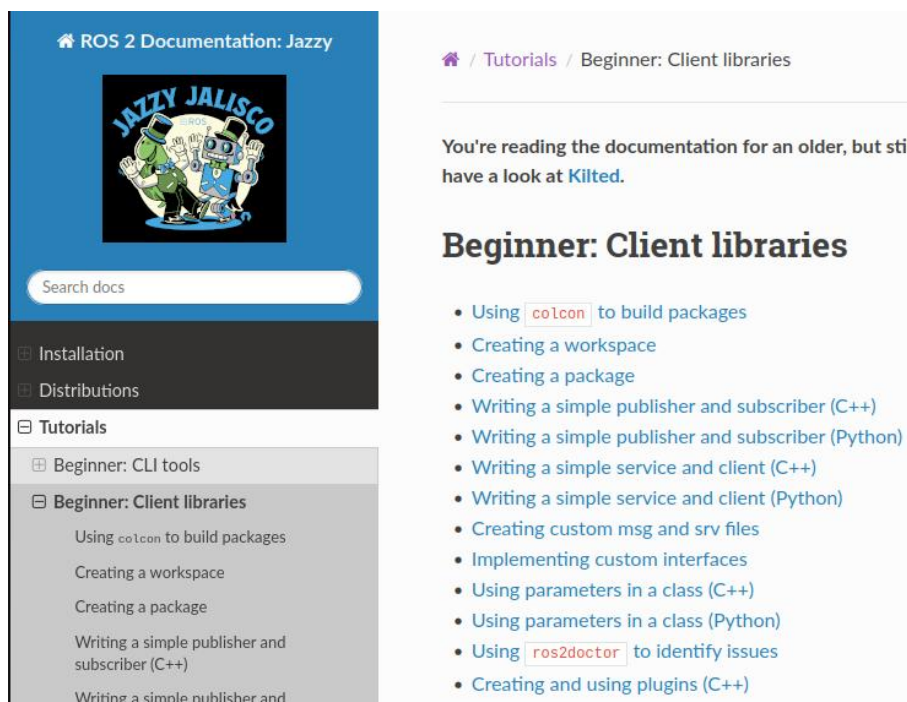 ROS 2 Documentation: Jazzy
JAZZY JALISCO
ROS
Search docs
Installation
Distributions
Tutorials
Beginner: CLI tools
Beginner: Client libraries
Using colcon to build packages
Creating a workspace
Creating a package
Writing a simple publisher and
subscriber (C++)
Writing a simple publisher and
/ Tutorials / Beginner: Client libraries
You're reading the documentation for an older, but
have a look at Kilted.
Beginner: Client libraries
• Using colcon to build packages
• Creating a workspace
• Creating a package
• Writing a simple publisher and subscriber (C++)
• Writing a simple publisher and subscriber (Python)
• Writing a simple service and client (C++)
• Writing a simple service and client (Python)
• Creating custom msg and srv files
• Implementing custom interfaces
• Using parameters in a class (C++)
• Using parameters in a class (Python)
• Using ros2doctor to identify issues
• Creating and using plugins (C++)